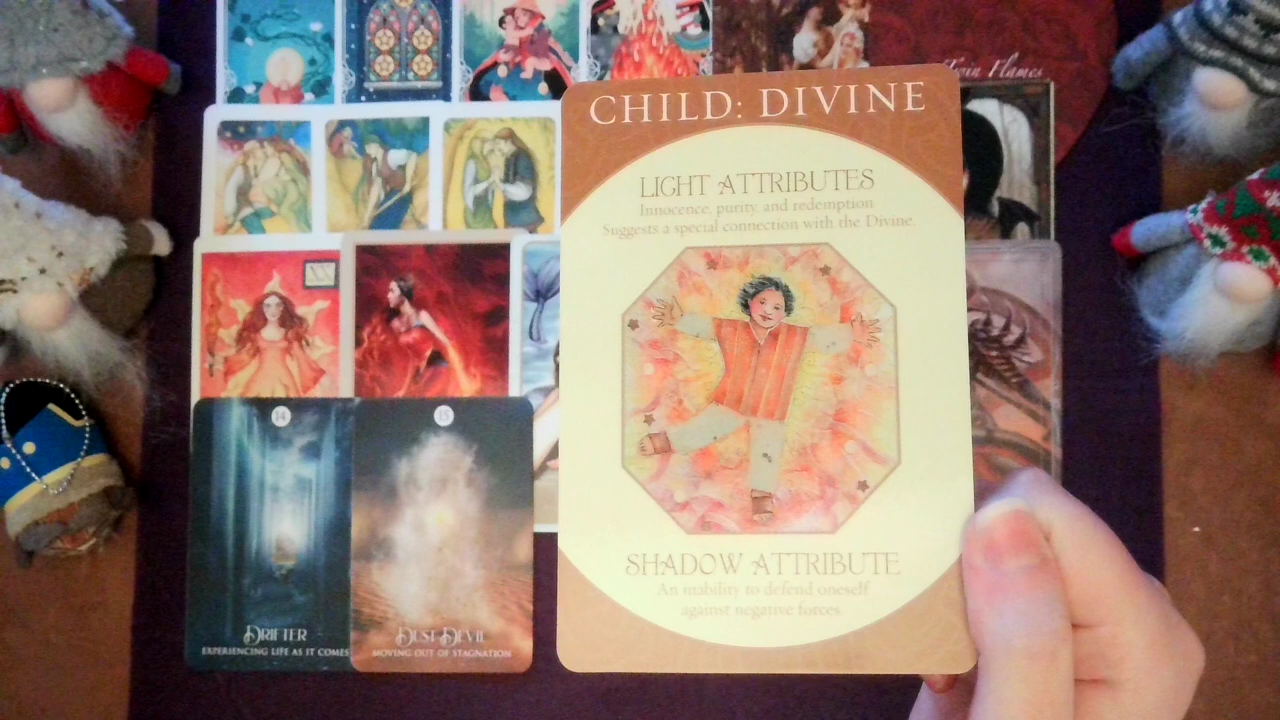 Twin Flames
CHILD: DIVINE
LIGHT ATTRIBUTES
Innocence, purity, and redemption
Suggests a special connection with the Divine.
XX
14
15
DRIFTER
EXPERIENCING LIFE AS IT COMES
DUST DEVIL
MOVING OUT OF STAGNATION
SHADOW ATTRIBUTE
An inability to defend oneself
against negative forces.